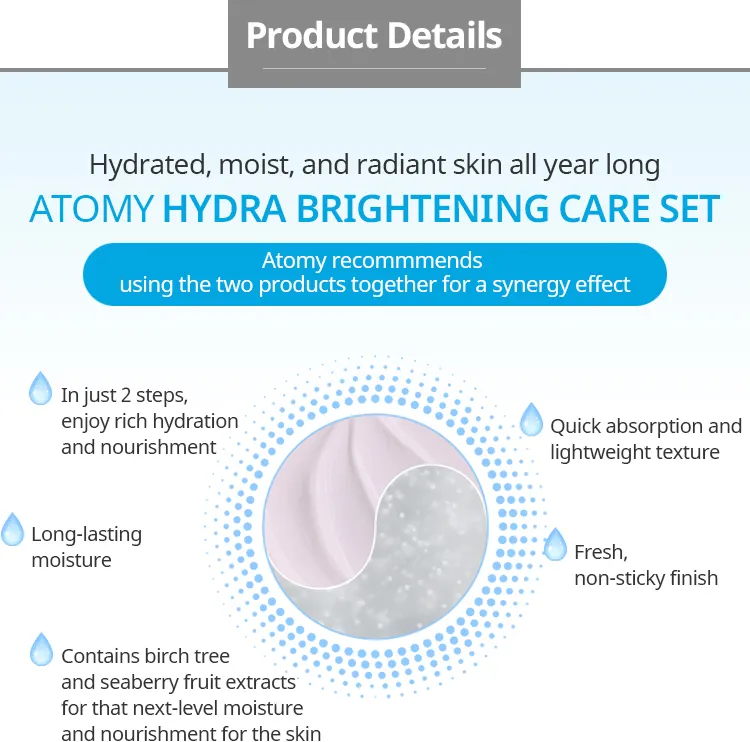 Product Details
Hydrated, moist, and radiant skin all year long
ATOMY HYDRA BRIGHTENING CARE SET
Atomy recommmends
using the two products together for a synergy effect
In just 2 steps,
enjoy rich hydration
and nourishment
Quick absorption and
lightweight texture
Long-lasting
moisture
Fresh,
non-sticky finish
Contains birch tree
and seaberry fruit extracts
for that next-level moisture
and nourishment for the skin